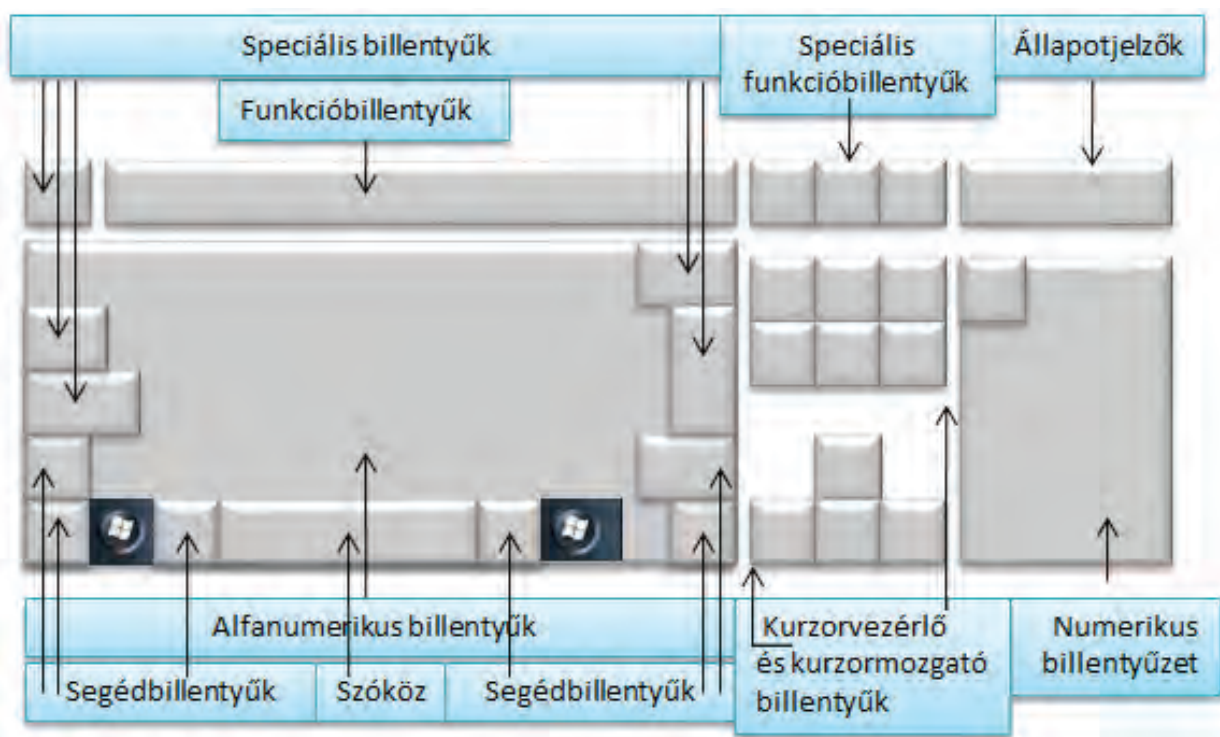 Speciális billentyűk
Speciális
funkcióbillentyűk
Állapotjelzők
Funkcióbillentyűk
Alfanumerikus billentyűk
Kurzorvezérlő
és kurzormozgató
billentyűk
Numerikus
billentyűzet
Segédbillentyűk
Szóköz
Segédbillentyűk